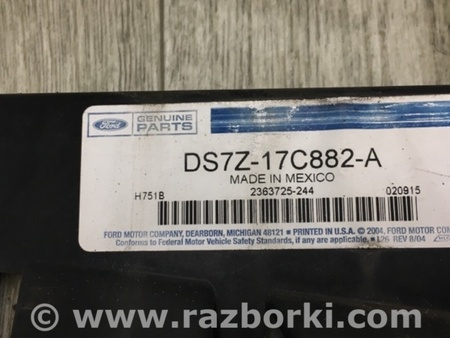 Ford
GENUINE
PARTS
DS7Z-17C882-A
MADE IN MEXICO
H751B
2363725-244
020915
FORD MOTOR COMPANY, DEARBORN, MICHIGAN 48121 ■ PRINTED IN U.S.A. © 2004, FORD MOTOR COM
Conforms to Federal Motor Vehicle Safety Standards, if any are applicable. ■ L26 REV 8/04
www.razborki.com